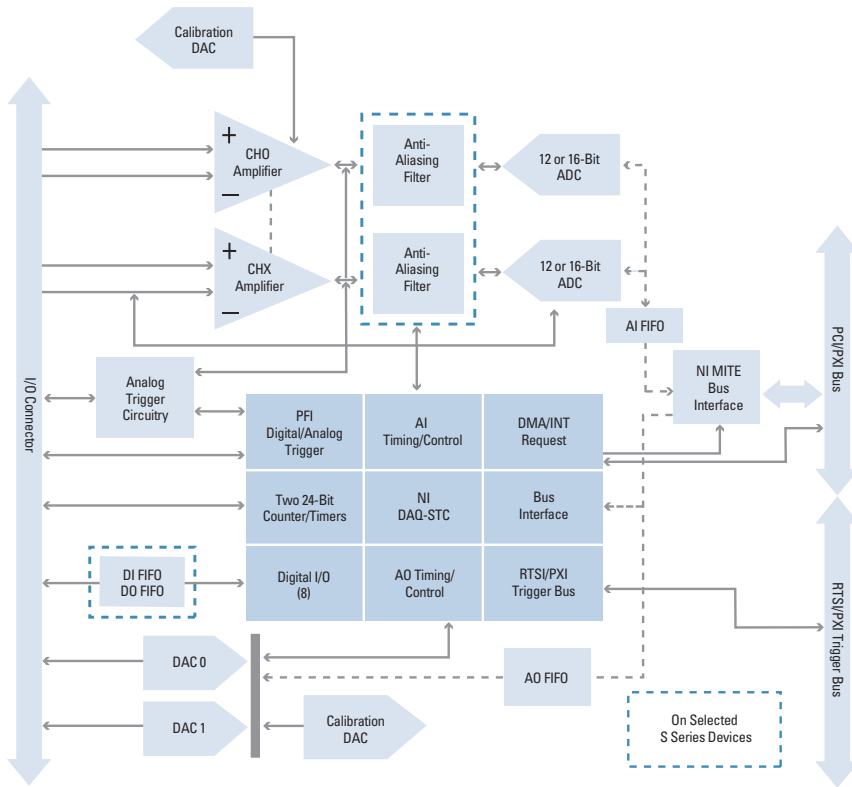 Calibration
DAC
+
CHO
Amplifier
—
Anti-
Aliasing
Filter
12 or 16-Bit
ADC
+
CHX
Amplifier
—
Anti-
Aliasing
Filter
12 or 16-Bit
ADC
AI FIFO
I/O Connector
Analog
Trigger
Circuitry
NI MITE
Bus
Interface
PCI/PXI Bus
PFI
Digital/Analog
Trigger
AI
Timing/Control
DMA/INT
Request
Two 24-Bit
Counter/Timers
NI
DAQ-STC
Bus
Interface
DI FIFO
DO FIFO
Digital I/O
(8)
AO Timing/
Control
RTSI/PXI
Trigger Bus
RTSI/PXI Trigger Bus
DAC 0
AO FIFO
DAC 1
Calibration
DAC
On Selected
S Series Devices